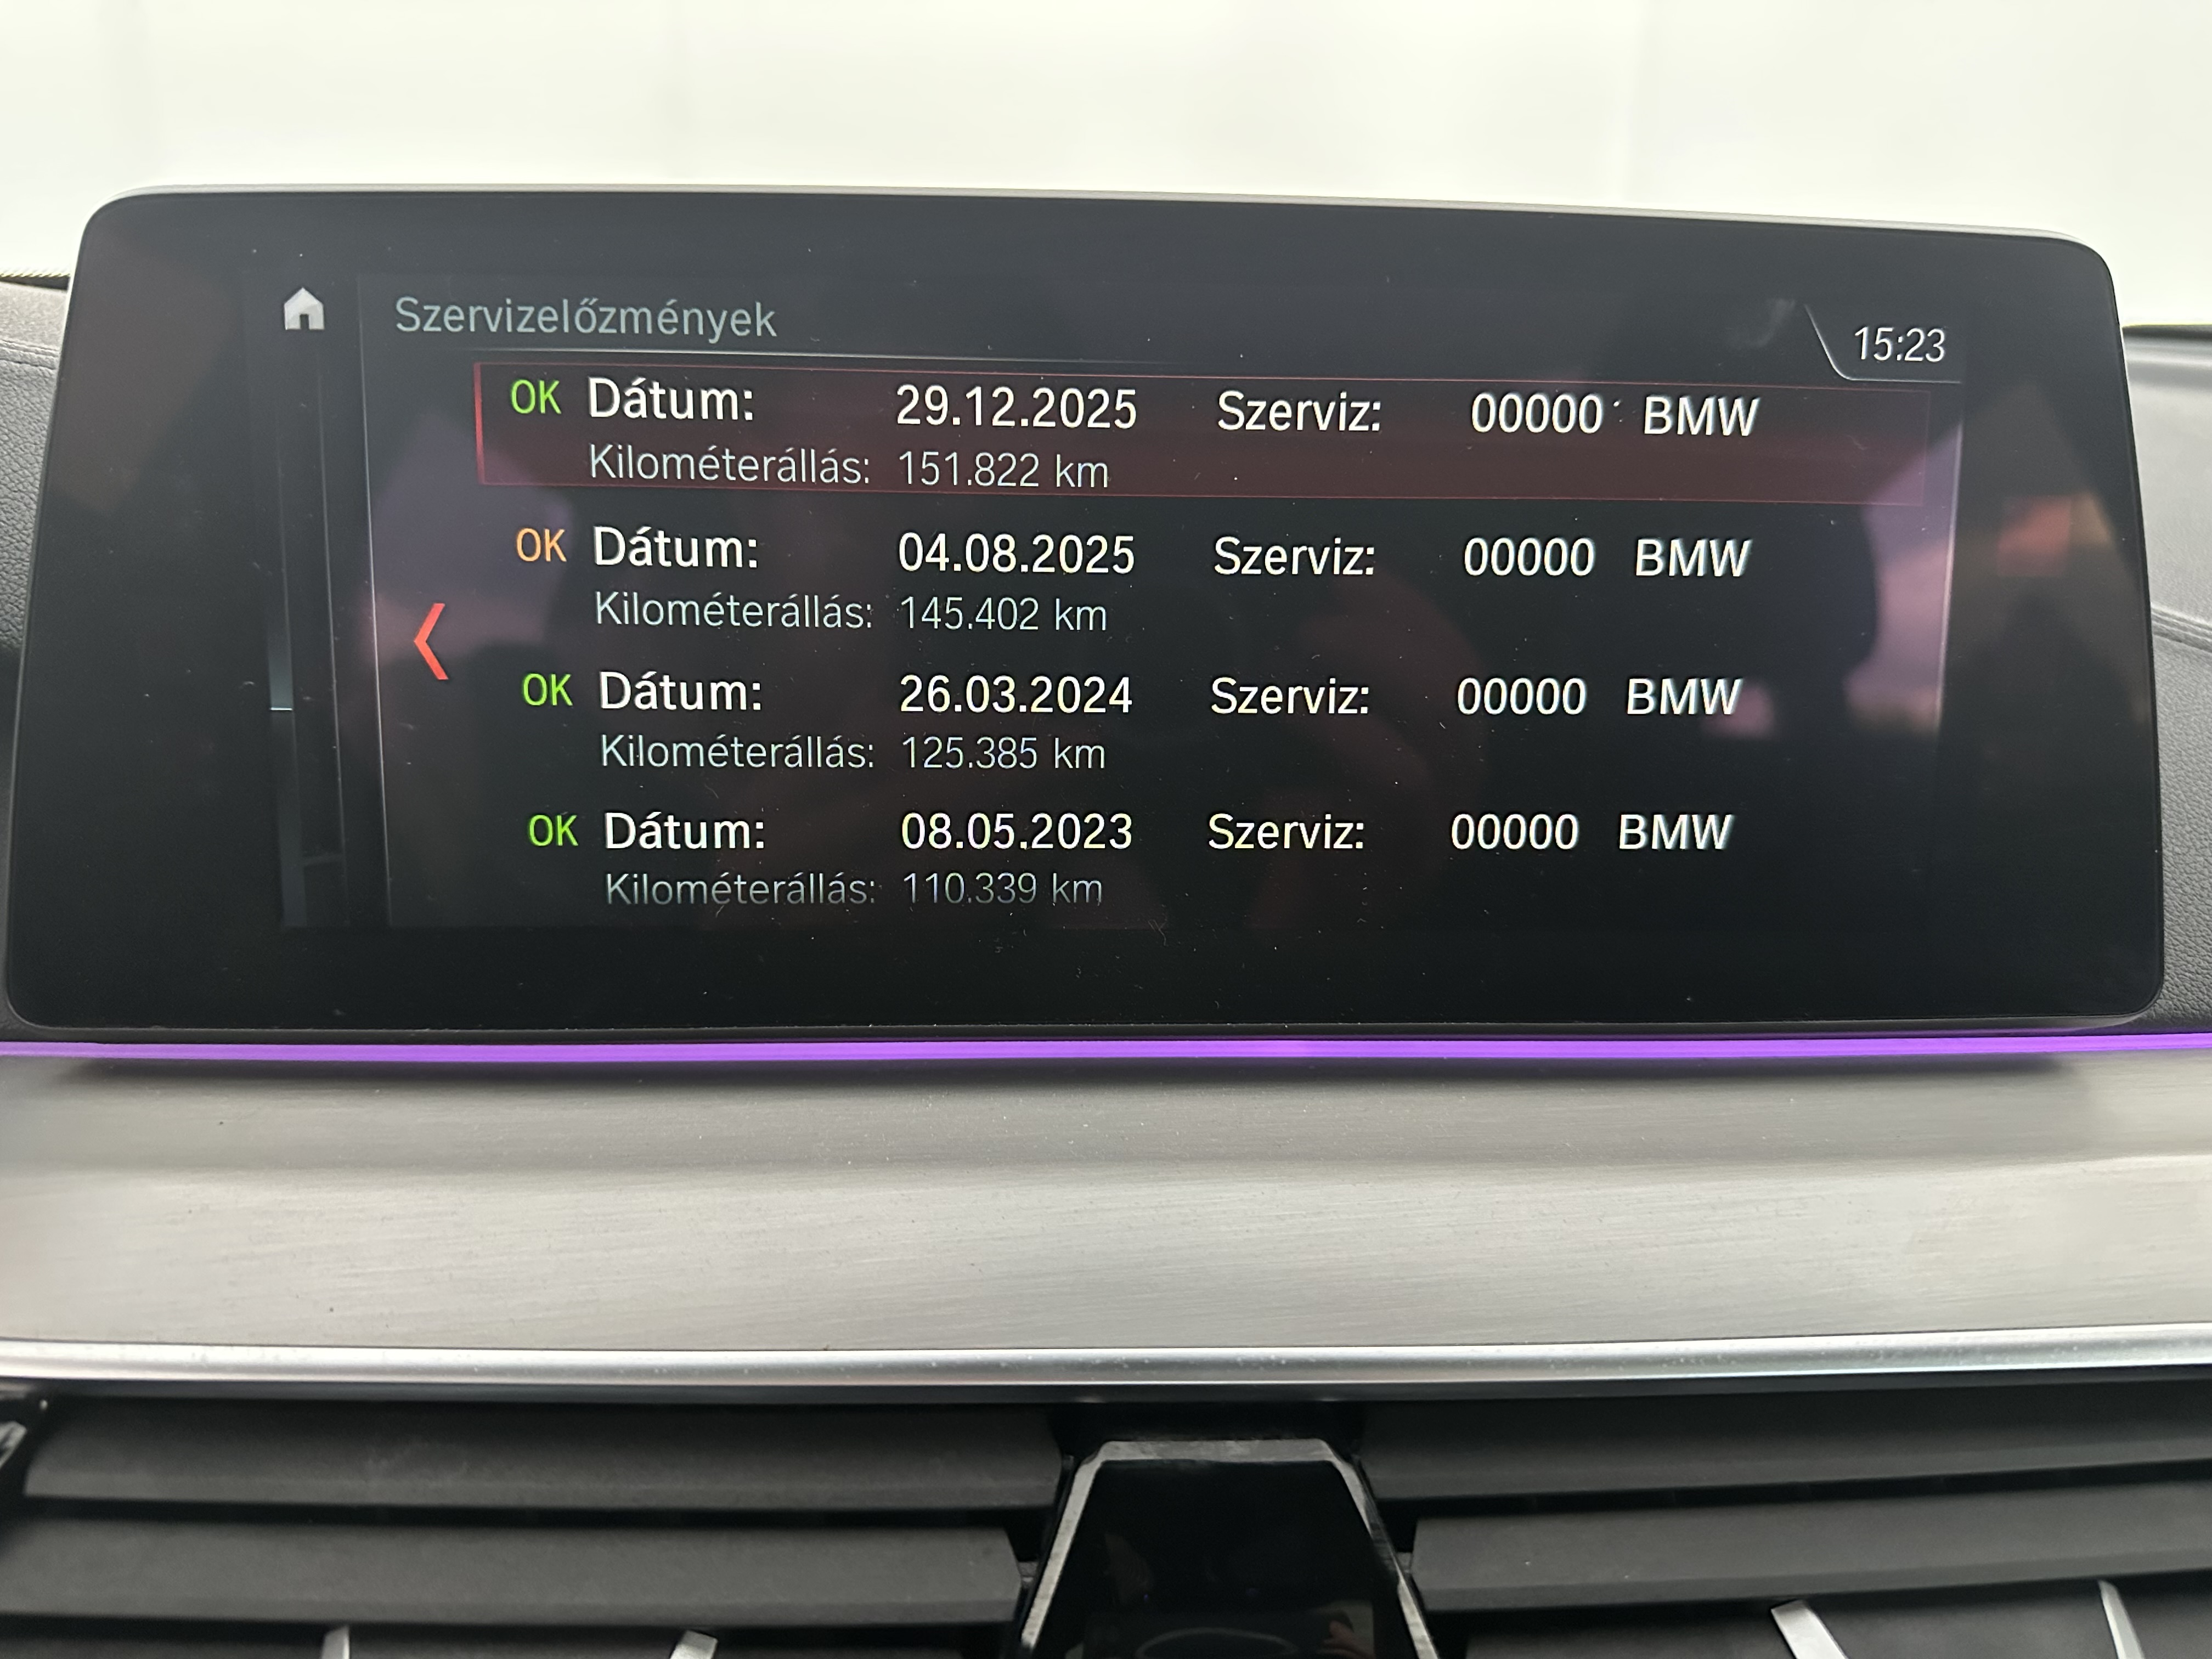 Szervizelőzmények
15:23
OK Dátum: 29.12.2025 Szerviz: 00000 BMW
Kilométerállás: 151.822 km
OK Dátum: 04.08.2025 Szerviz: 00000 BMW
Kilométerállás: 145.402 km
OK Dátum: 26.03.2024 Szerviz: 00000 BMW
Kilométerállás: 125.385 km
OK Dátum: 08.05.2023 Szerviz: 00000 BMW
Kilométerállás: 110.339 km